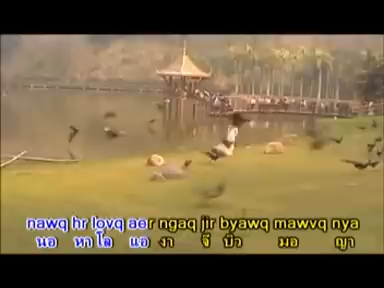 nawq hr lovq aer ngaq jir byawq mawvq nya
นอ หา โล แอ งา จี บัว มอ ญา